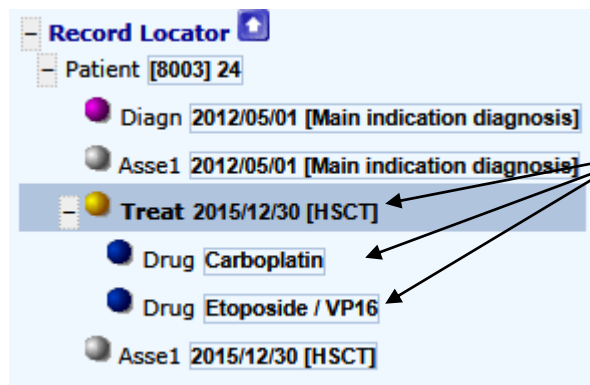 Record Locator
Patient [8003] 24
Diagn 2012/05/01 [Main indication diagnosis]
Asse1 2012/05/01 [Main indication diagnosis]
Treat 2015/12/30 [HSCT]
Drug Carboplatin
Drug Etoposide / VP16
Asse1 2015/12/30 [HSCT]